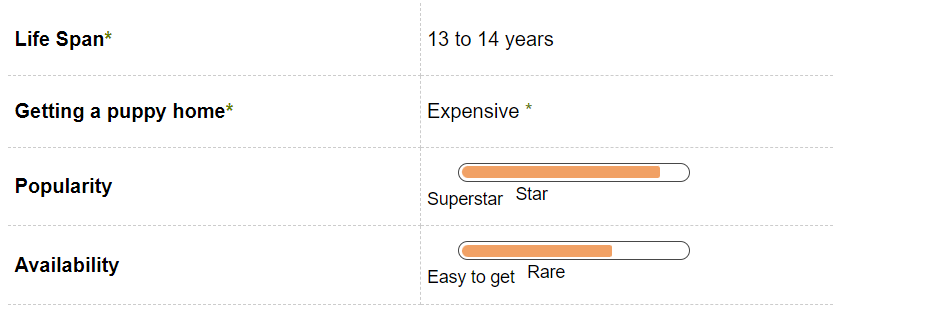 Life Span* 13 to 14 years
Getting a puppy home* Expensive *
Popularity
Superstar Star
Availability
Easy to get Rare